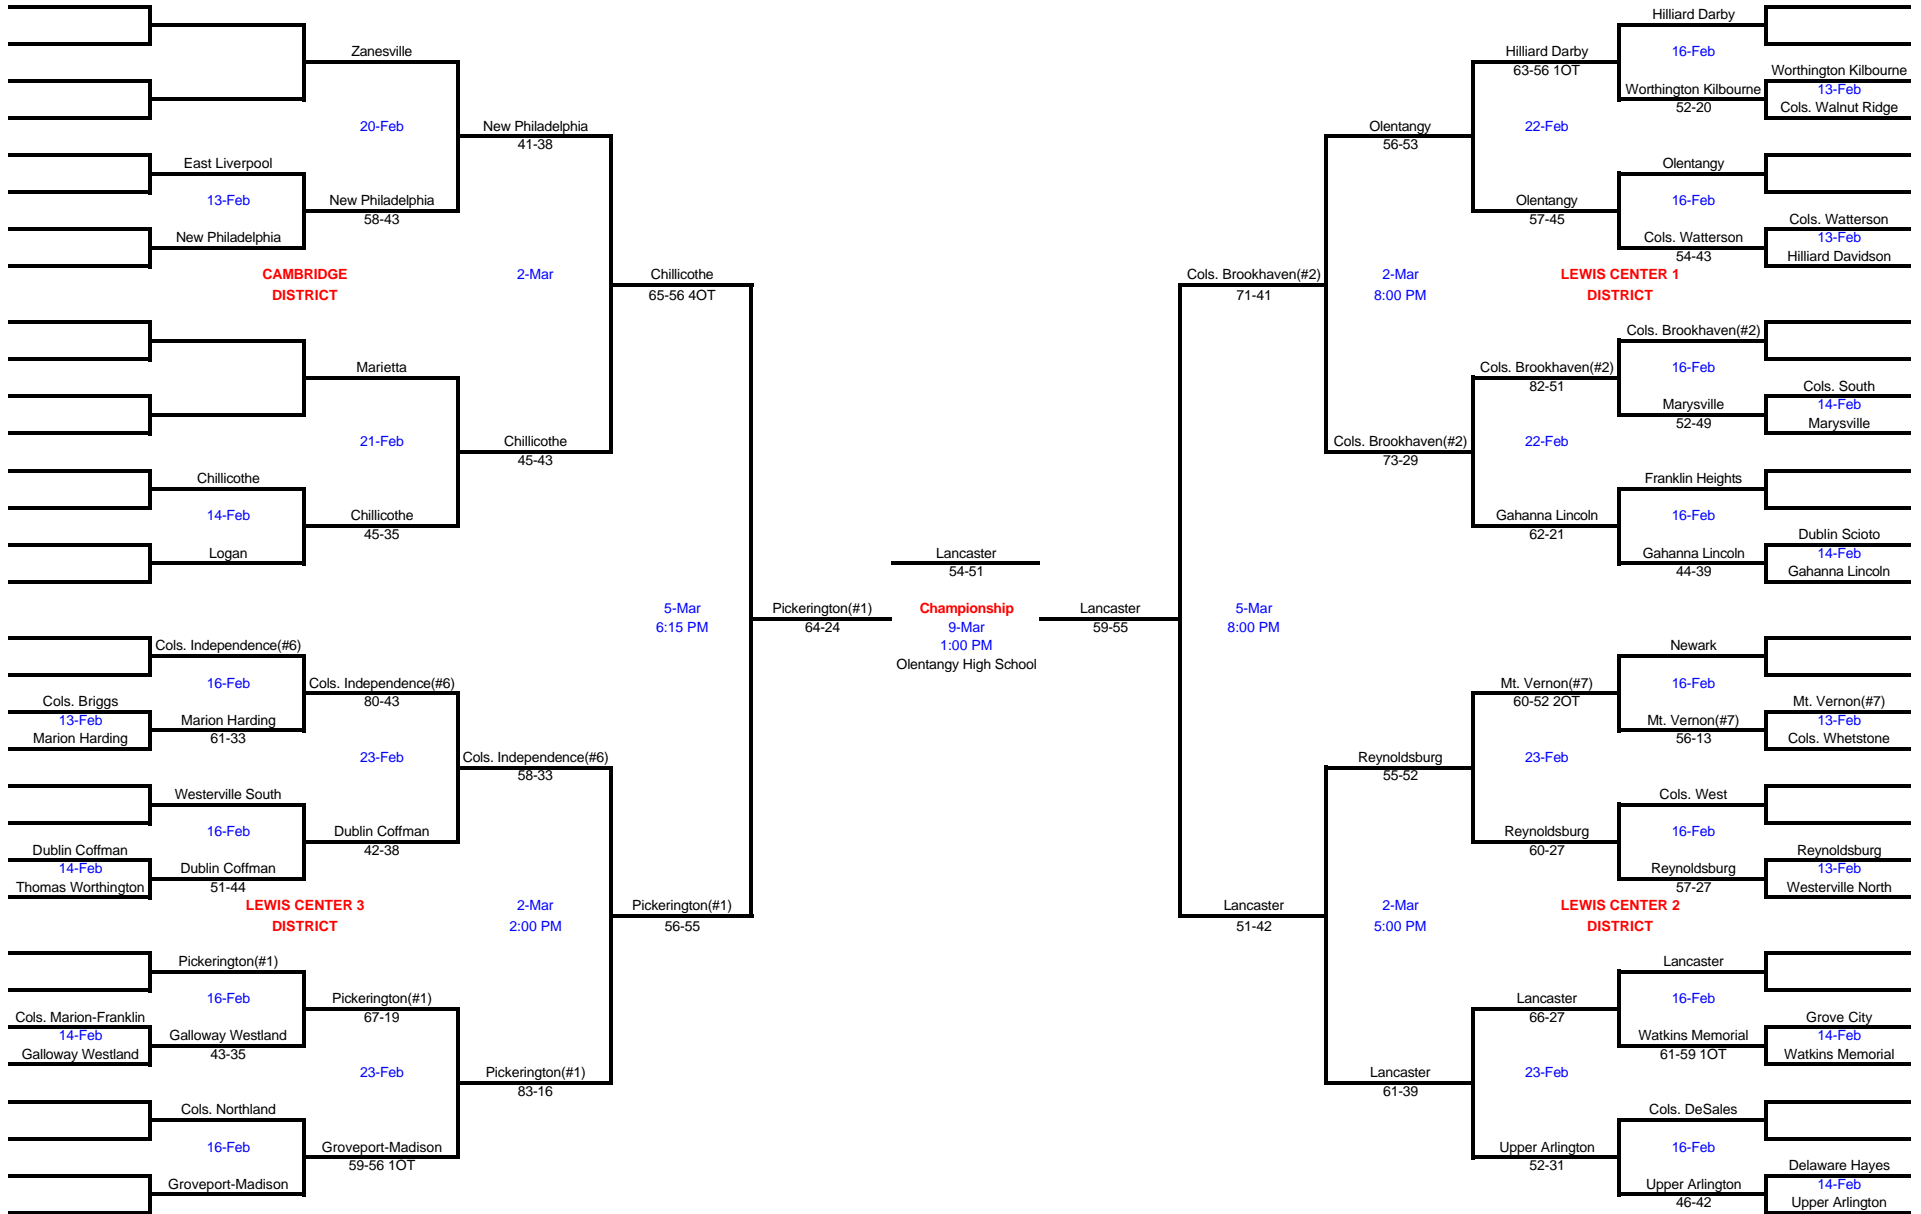 Zanesville
20-Feb
New Philadelphia
41-38
East Liverpool
13-Feb
New Philadelphia
58-43
New Philadelphia
CAMBRIDGE
DISTRICT
2-Mar
Chillicothe
65-56 4OT
Marietta
21-Feb
Chillicothe
45-43
Chillicothe
14-Feb
Chillicothe
45-35
Logan
5-Mar
6:15 PM
Pickerington(#1)
64-24
Cols. Independence(#6)
16-Feb
Cols. Independence(#6)
80-43
Cols. Briggs
13-Feb
Marion Harding
Marion Harding
61-33
23-Feb
Cols. Independence(#6)
58-33
Westerville South
16-Feb
Dublin Coffman
42-38
Dublin Coffman
14-Feb
Thomas Worthington
Dublin Coffman
51-44
LEWIS CENTER 3
DISTRICT
2-Mar
2:00 PM
Pickerington(#1)
56-55
Pickerington(#1)
16-Feb
Pickerington(#1)
67-19
Cols. Marion-Franklin
14-Feb
Galloway Westland
Galloway Westland
43-35
23-Feb
Pickerington(#1)
83-16
Cols. Northland
16-Feb
Groveport-Madison
59-56 1OT
Groveport-Madison
Lancaster
54-51
Championship
9-Mar
1:00 PM
Olentangy High School
Lancaster
59-55
5-Mar
8:00 PM
Hilliard Darby
16-Feb
Hilliard Darby
63-56 1OT
Worthington Kilbourne
13-Feb
Cols. Walnut Ridge
Worthington Kilbourne
52-20
22-Feb
Olentangy
56-53
Olentangy
16-Feb
Olentangy
57-45
Cols. Watterson
13-Feb
Hilliard Davidson
Cols. Watterson
54-43
Cols. Brookhaven(#2)
71-41
2-Mar
8:00 PM
LEWIS CENTER 1
DISTRICT
Cols. Brookhaven(#2)
16-Feb
Cols. Brookhaven(#2)
82-51
Cols. South
14-Feb
Marysville
Marysville
52-49
22-Feb
Cols. Brookhaven(#2)
73-29
Franklin Heights
16-Feb
Gahanna Lincoln
62-21
Dublin Scioto
14-Feb
Gahanna Lincoln
Gahanna Lincoln
44-39
Newark
16-Feb
Mt. Vernon(#7)
60-52 2OT
Mt. Vernon(#7)
13-Feb
Cols. Whetstone
Mt. Vernon(#7)
56-13
23-Feb
Reynoldsburg
55-52
Cols. West
16-Feb
Reynoldsburg
60-27
Reynoldsburg
13-Feb
Westerville North
Reynoldsburg
57-27
Lancaster
51-42
2-Mar
5:00 PM
LEWIS CENTER 2
DISTRICT
Lancaster
16-Feb
Lancaster
66-27
Grove City
14-Feb
Watkins Memorial
Watkins Memorial
61-59 1OT
23-Feb
Lancaster
61-39
Cols. DeSales
16-Feb
Upper Arlington
52-31
Delaware Hayes
14-Feb
Upper Arlington
Upper Arlington
46-42